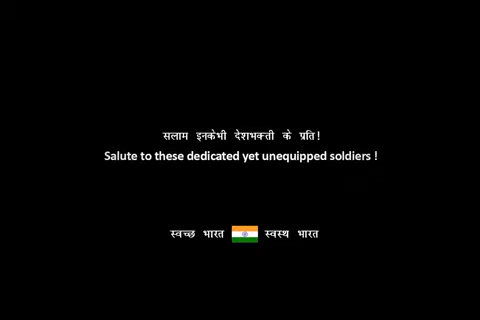 सलाम इनकेभी देशभक्ती के प्रति!
Salute to these dedicated yet unequipped soldiers !
स्वच्छ भारत स्वस्थ भारत